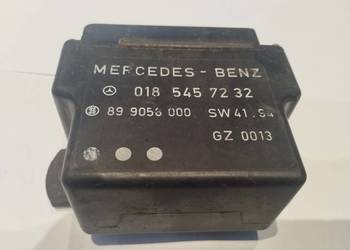 MERCEDES - BENZ
018 545 72 32
89 9056 000 SW 41.94
GZ 0013